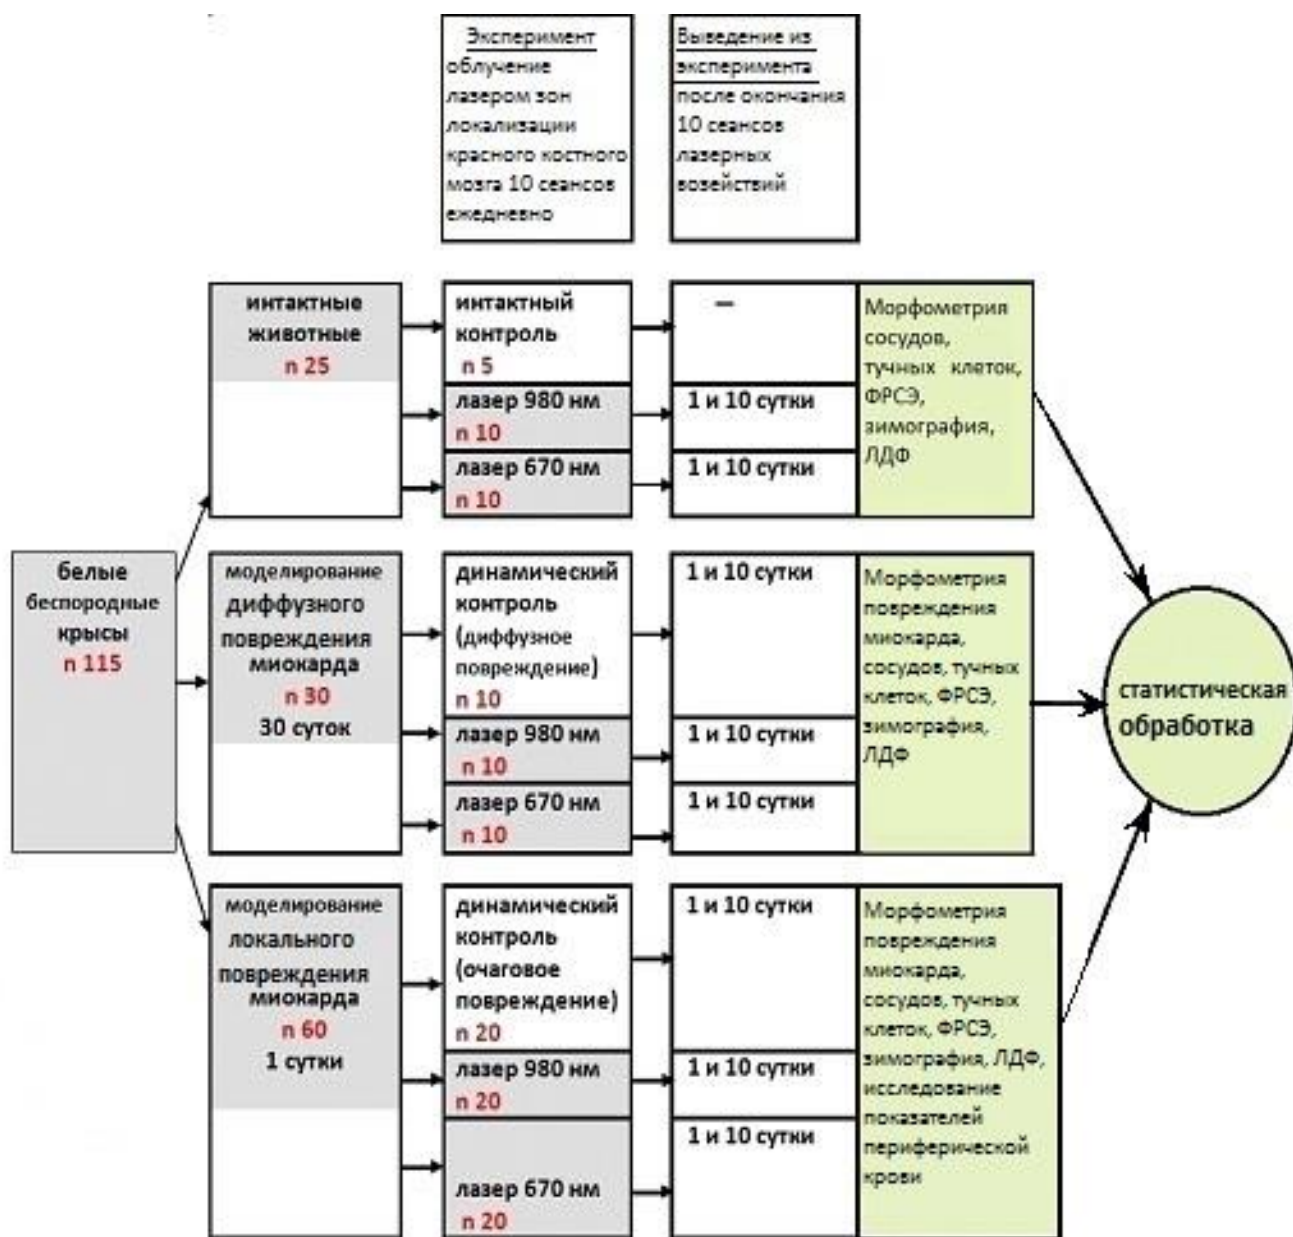 Эксперимент
облучение
лазером зон
локализации
красного костного
мозга 10 сеансов
ежедневно
Выведение из
эксперимента
после окончания
10 сеансов
лазерных
возействий
белые
беспородные
крысы
n 115
интактные
животные
n 25
интактный
контроль
n 5
—
лазер 980 нм
n 10
1 и 10 сутки
лазер 670 нм
n 10
1 и 10 сутки
Морфометрия
сосудов,
тучных клеток,
ФРСЭ,
зимография,
ЛДФ
моделирование
диффузного
повреждения
миокарда
n 30
30 суток
динамический
контроль
(диффузное
повреждение)
n 10
1 и 10 сутки
лазер 980 нм
n 10
1 и 10 сутки
лазер 670 нм
n 10
1 и 10 сутки
Морфометрия
повреждения
миокарда,
сосудов, тучных
клеток, ФРСЭ,
зимография,
ЛДФ
моделирование
локального
повреждения
миокарда
n 60
1 сутки
динамический
контроль
(очаговое
повреждение)
n 20
1 и 10 сутки
лазер 980 нм
n 20
1 и 10 сутки
лазер 670 нм
n 20
1 и 10 сутки
Морфометрия
повреждения
миокарда,
сосудов, тучных
клеток, ФРСЭ,
зимография, ЛДФ,
исследование
показателей
периферической
крови
статистическая
обработка